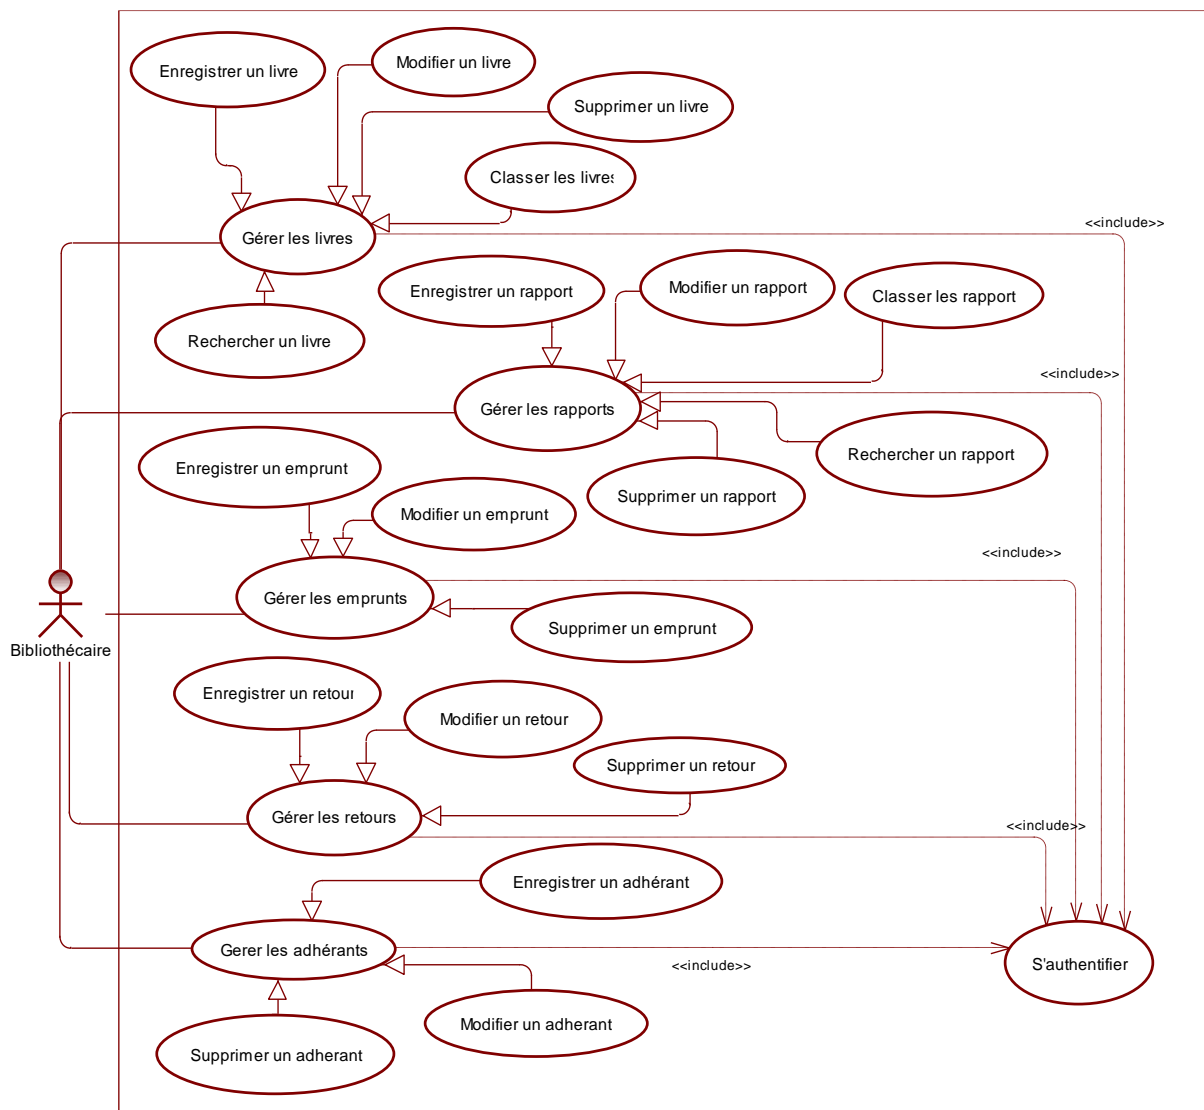 Enregistrer un livre
Modifier un livre
Supprimer un livre
Classer les livres
Gérer les livres
<<include>>
Enregistrer un rapport
Modifier un rapport
Classer les rapport
Rechercher un livre
<<include>>
Gérer les rapports
Enregistrer un emprunt
Rechercher un rapport
Supprimer un rapport
Modifier un emprunt
<<include>>
Gérer les emprunts
Supprimer un emprunt
Bibliothécaire
Enregistrer un retour
Modifier un retour
Supprimer un retour
Gérer les retours
<<include>>
Enregistrer un adhérant
Gerer les adhérants
<<include>>
S'authentifier
Modifier un adherant
Supprimer un adherant